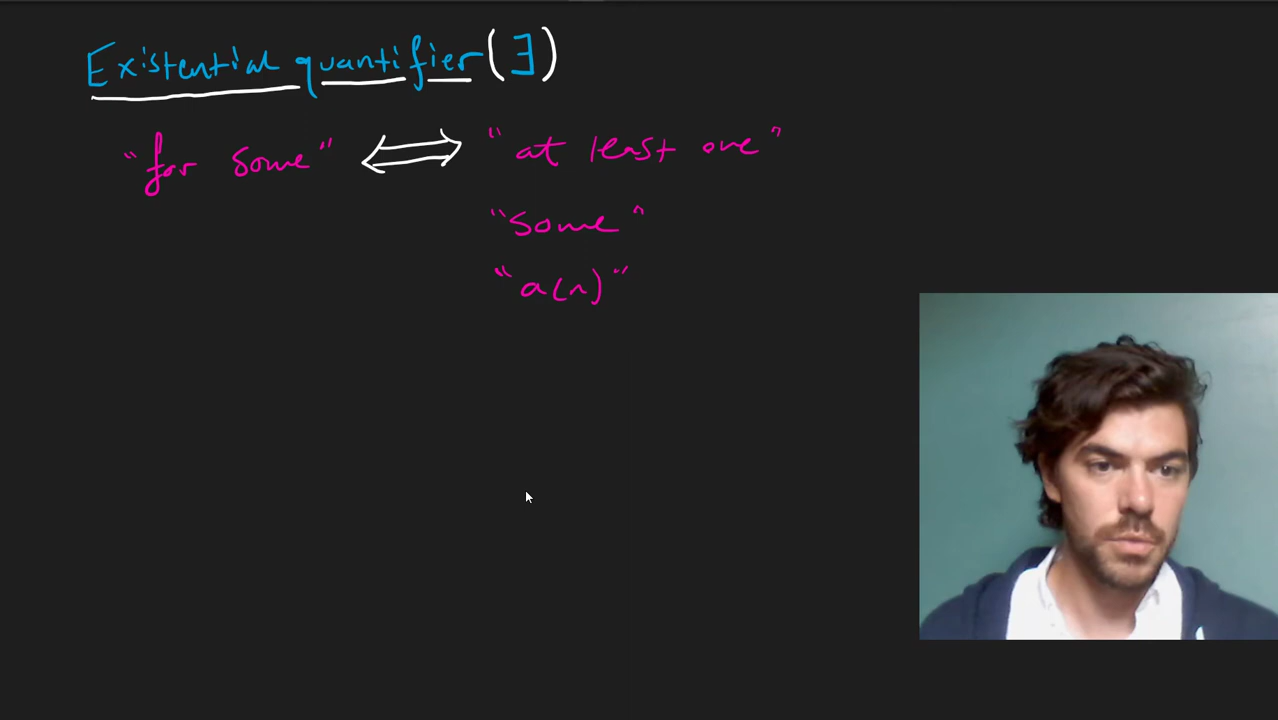 Existential quantifier (∃)
"for some" ⟺ "at least one"
"some"
"a(n)"